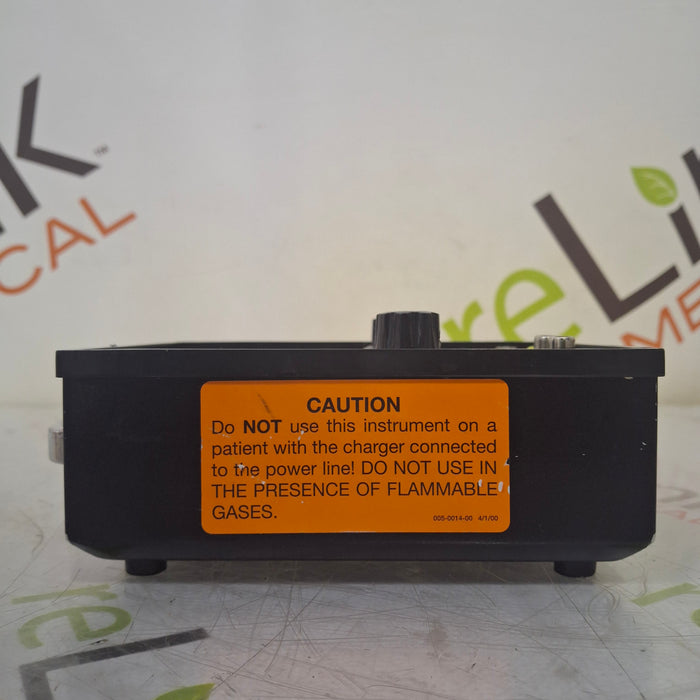 CAUTION
Do NOT use this instrument on a
patient with the charger connected
to the power line! DO NOT USE IN
THE PRESENCE OF FLAMMABLE
GASES.
005-0014-00 4/1/00